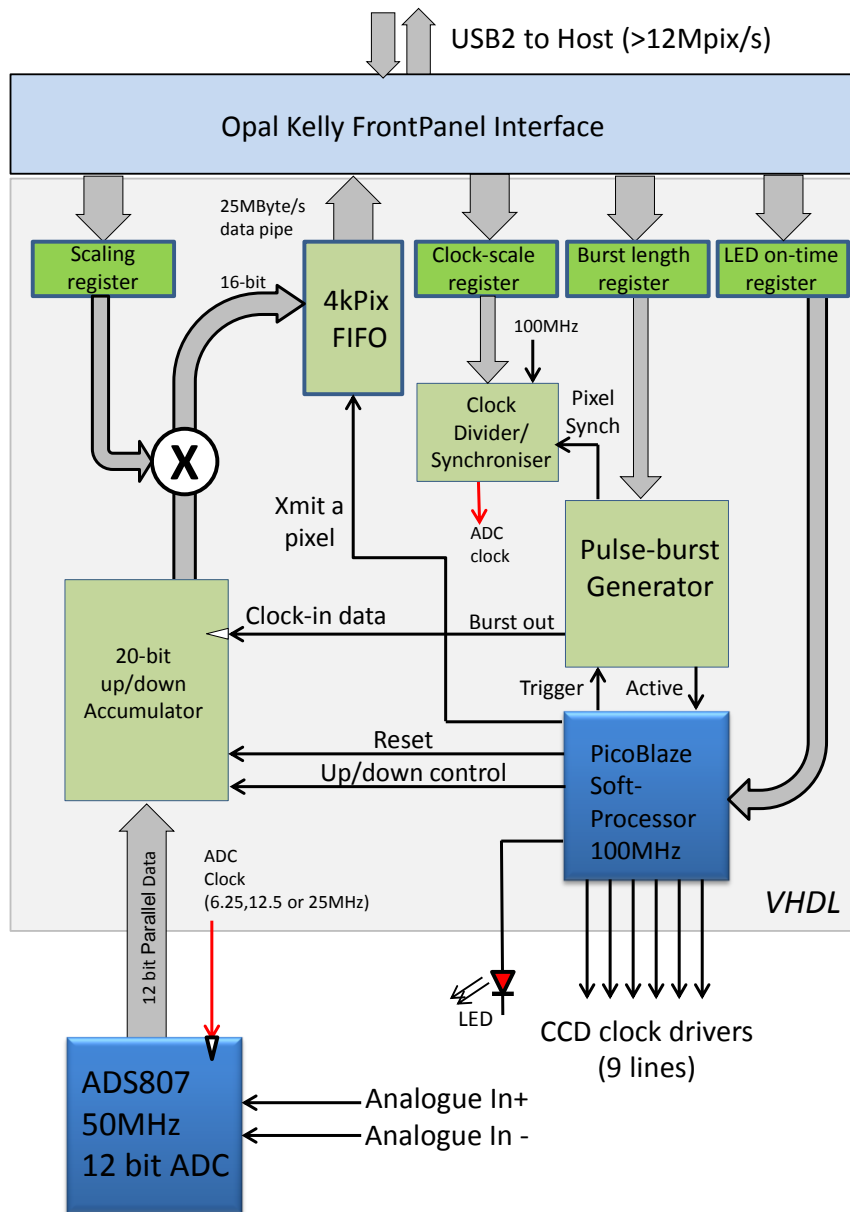 USB2 to Host (>12Mpix/s)
Opal Kelly FrontPanel Interface
25MByte/s
data pipe
Scaling
register
16-bit
4kPix
FIFO
Clock-scale
register
Burst length
register
LED on-time
register
100MHz
Clock
Divider/
Synchroniser
Pixel
Synch
X
Xmit a
pixel
ADC
clock
Pulse-burst
Generator
20-bit
up/down
Accumulator
Clock-in data
Burst out
Trigger
Active
Reset
Up/down control
PicoBlaze
Soft-
Processor
100MHz
12 bit Parallel Data
ADC
Clock
(6.25,12.5 or 25MHz)
VHDL
LED
CCD clock drivers
(9 lines)
ADS807
50MHz
12 bit ADC
Analogue In+
Analogue In -